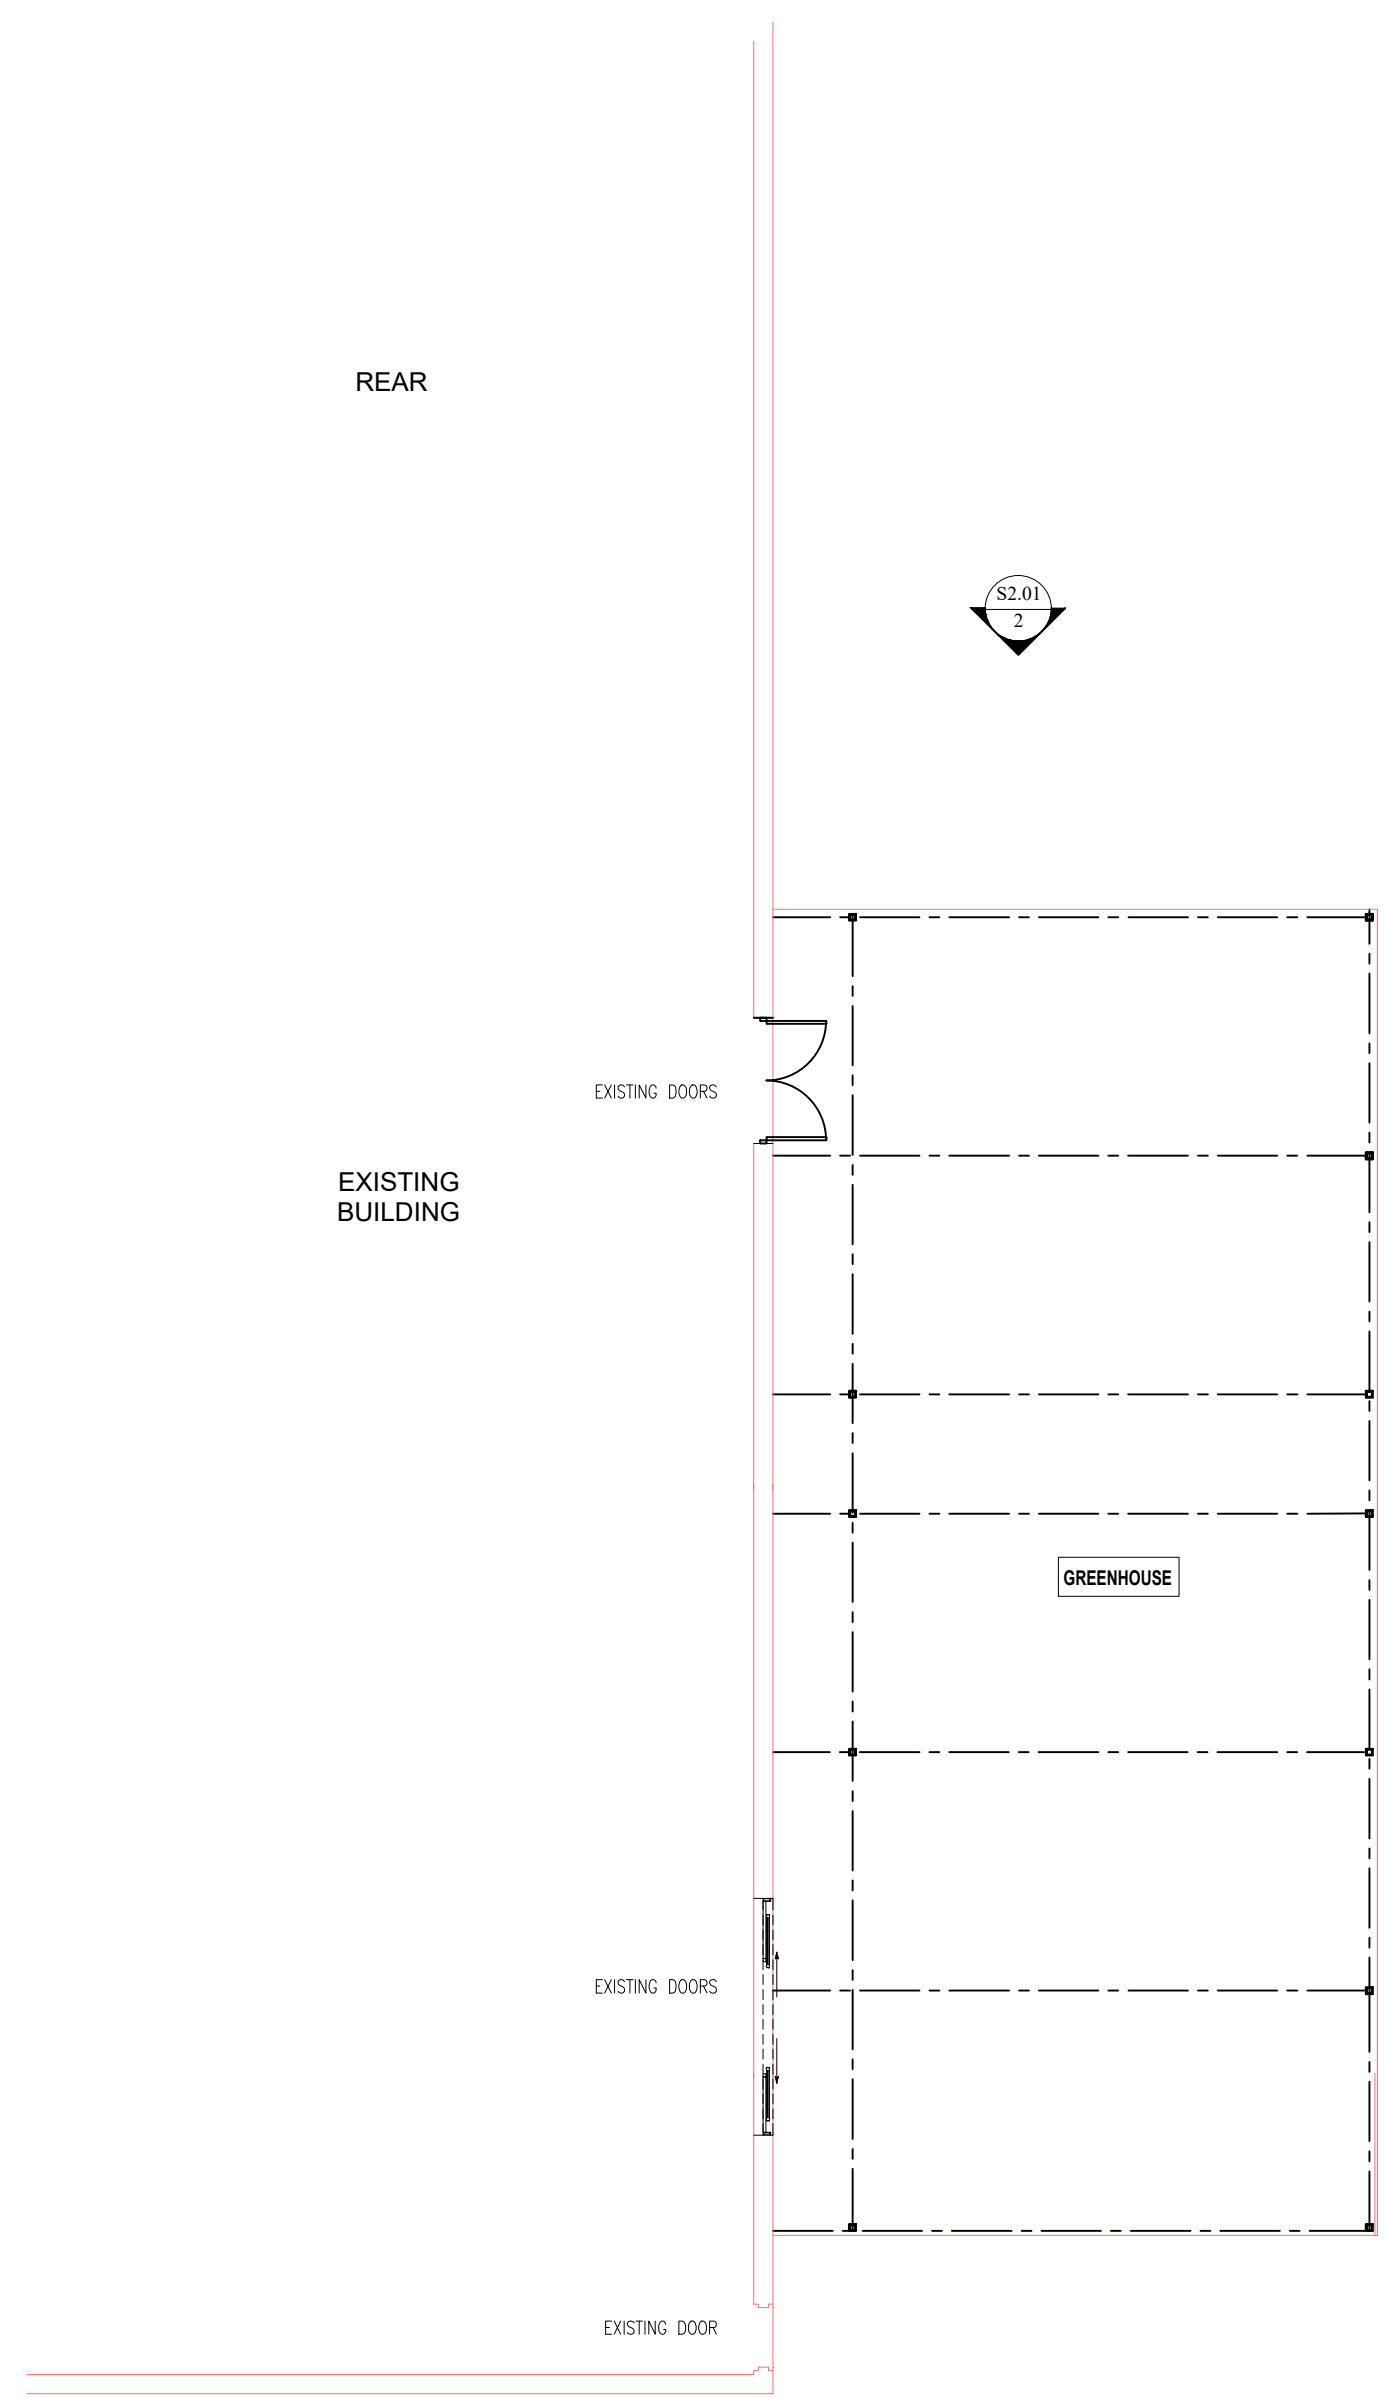 REAR
S2.01
2
EXISTING DOORS
EXISTING
BUILDING
GREENHOUSE
EXISTING DOORS
EXISTING DOOR